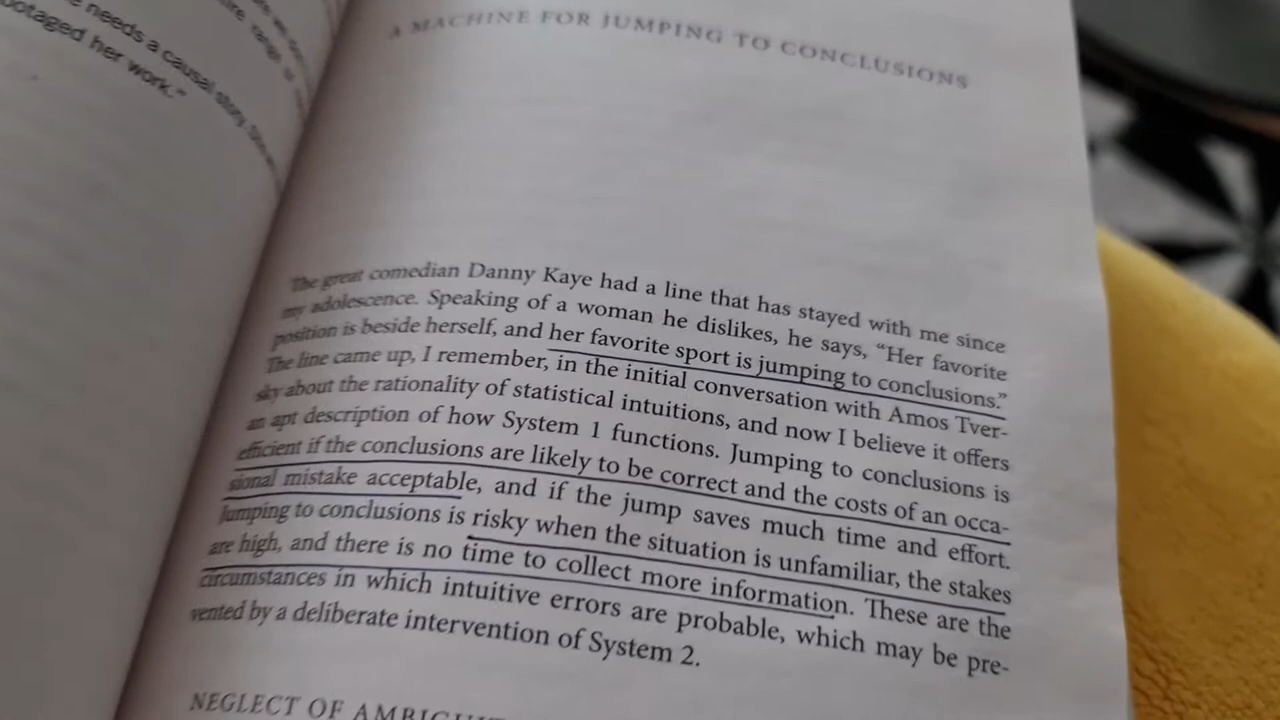 needs a causal story.
otaged her work."
A MACHINE FOR JUMPING TO CONCLUSIONS
The great comedian Danny Kaye had a line that has stayed with me since
my adolescence. Speaking of a woman he dislikes, he says, “Her favorite
position is beside herself, and her favorite sport is jumping to conclusions.”
The line came up, I remember, in the initial conversation with Amos Tver-
sky about the rationality of statistical intuitions, and now I believe it offers
an apt description of how System 1 functions. Jumping to conclusions is
efficient if the conclusions are likely to be correct and the costs of an occa-
sional mistake acceptable, and if the jump saves much time and effort.
Jumping to conclusions is risky when the situation is unfamiliar, the stakes
are high, and there is no time to collect more information. These are the
circumstances in which intuitive errors are probable, which may be pre-
vented by a deliberate intervention of System 2.
NEGLECT OF